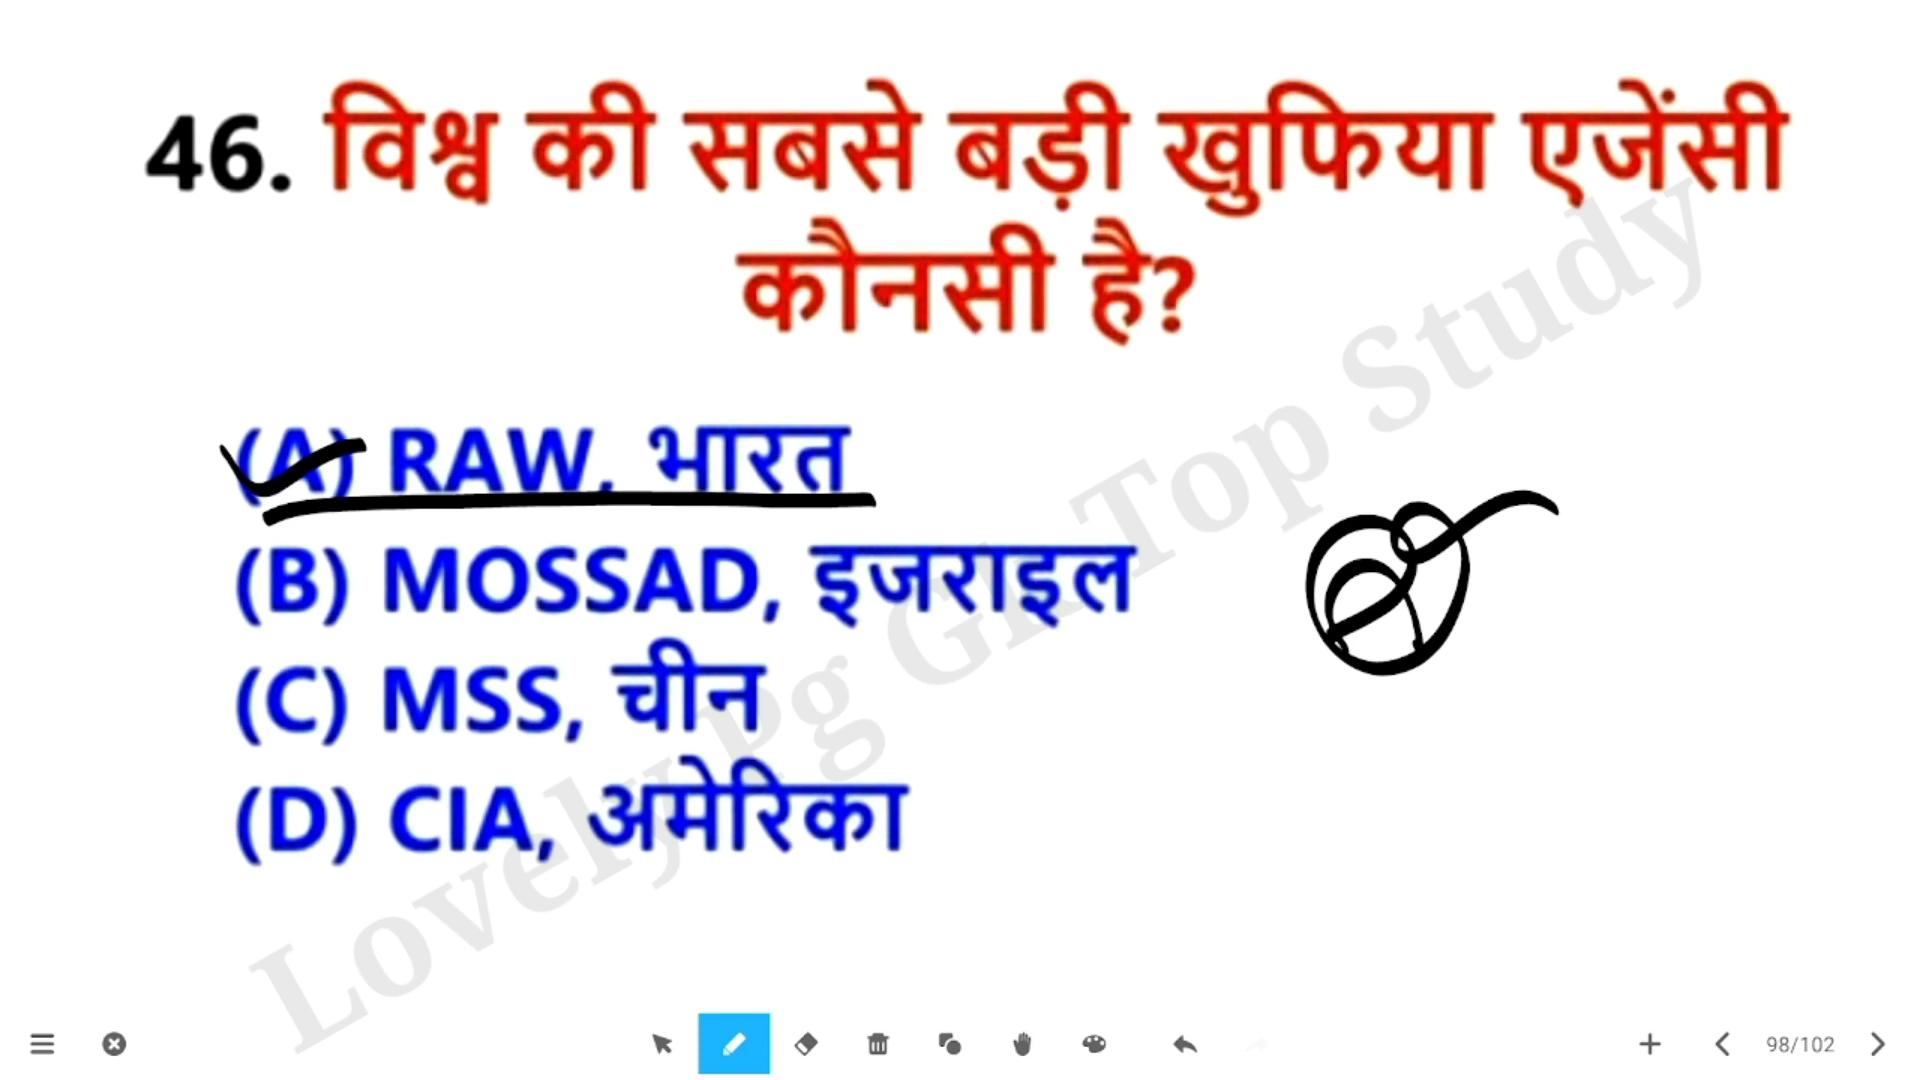 46. विश्व की सबसे बड़ी खुफिया एजेंसी
कौनसी है?
(A) RAW, भारत
(B) MOSSAD, इजराइल
(C) MSS, चीन
(D) CIA, अमेरिका
Lovely Pg GK Top Study
98/102